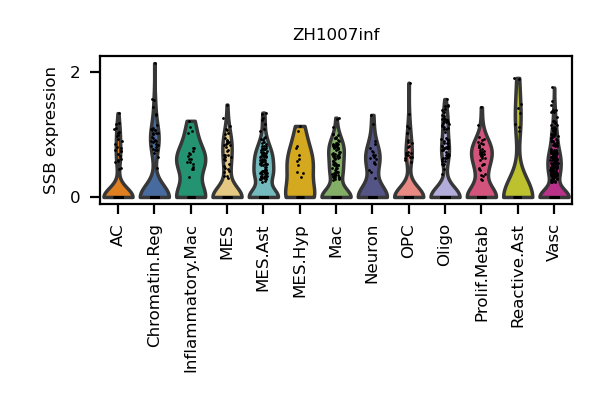 ZH1007inf
SSB expression
2
0
AC
Chromatin.Reg
Inflammatory.Mac
MES
MES.Ast
MES.Hyp
Mac
Neuron
OPC
Oligo
Prolif.Metab
Reactive.Ast
Vasc